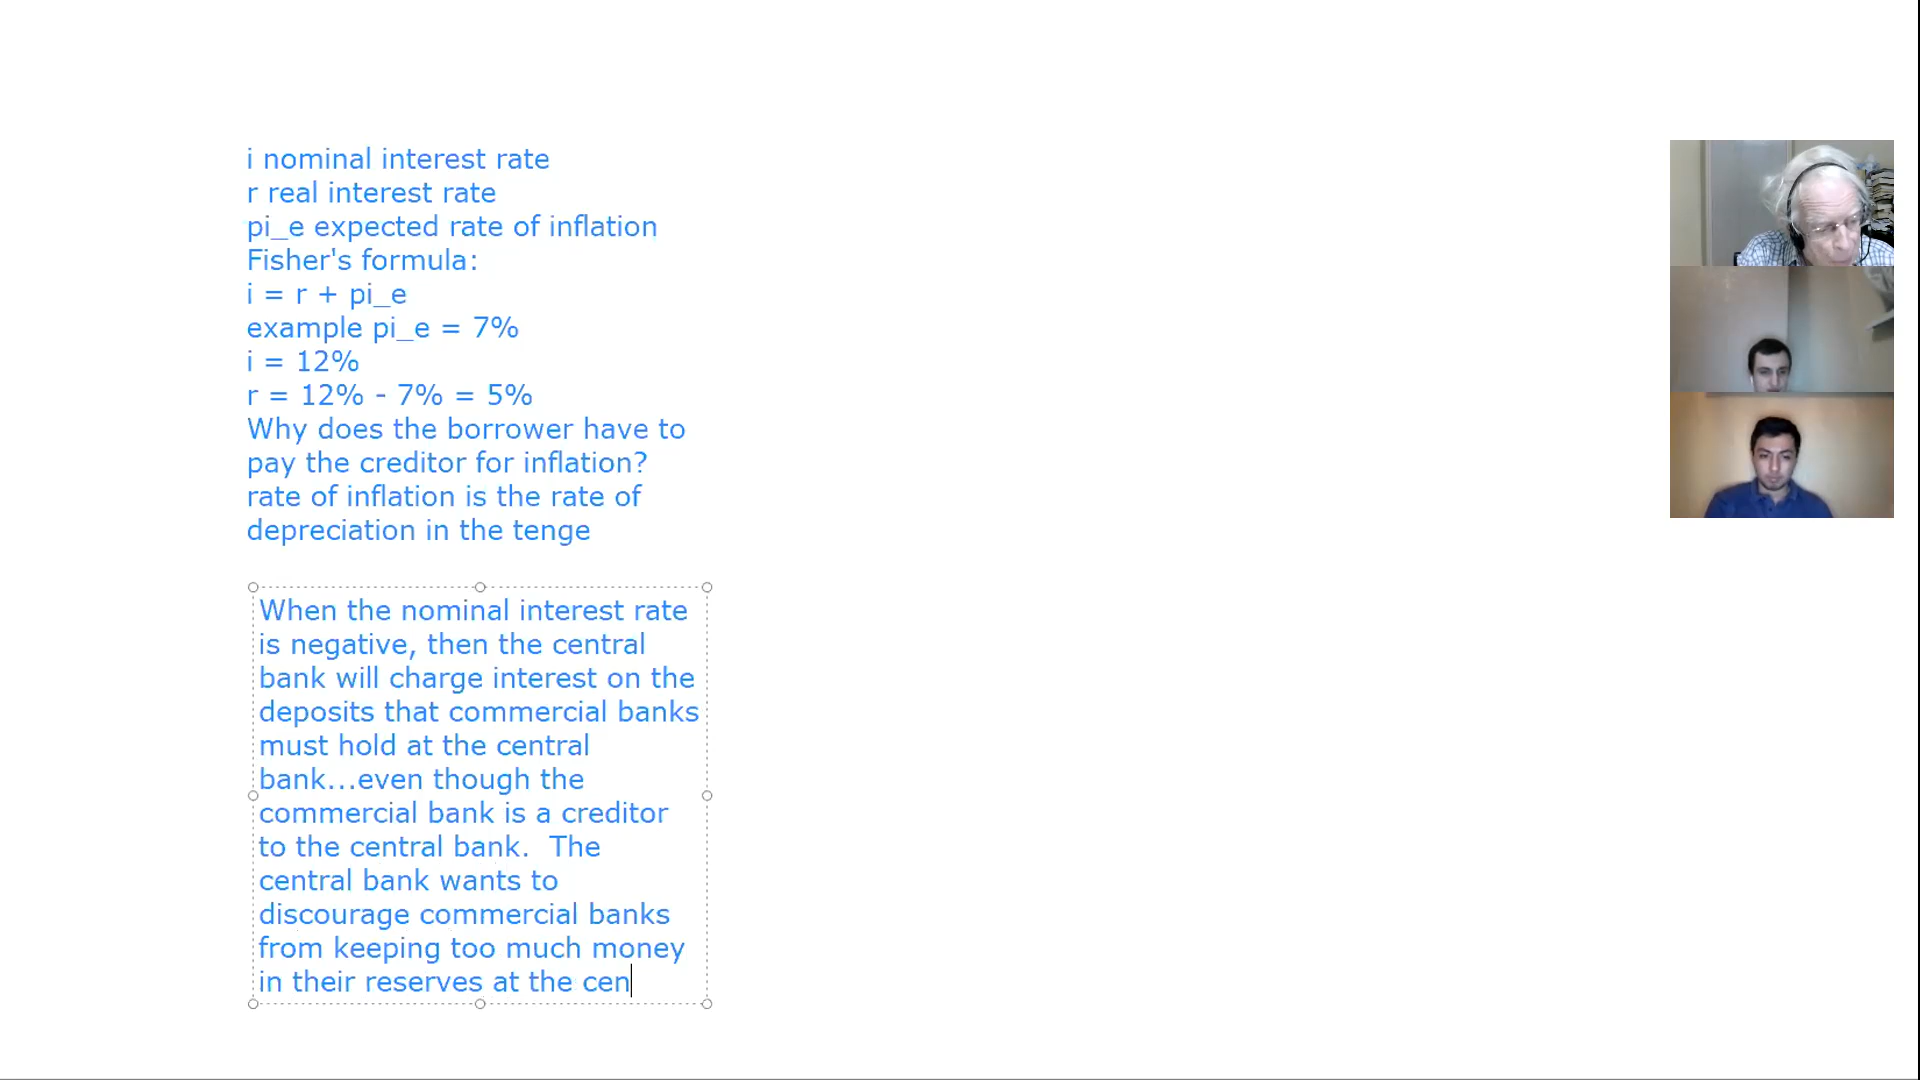 i nominal interest rate
r real interest rate
pi_e expected rate of inflation
Fisher's formula:
i = r + pi_e
example pi_e = 7%
i = 12%
r = 12% - 7% = 5%
Why does the borrower have to
pay the creditor for inflation?
rate of inflation is the rate of
depreciation in the tenge
When the nominal interest rate
is negative, then the central
bank will charge interest on the
deposits that commercial banks
must hold at the central
bank...even though the
commercial bank is a creditor
to the central bank.  The
central bank wants to
discourage commercial banks
from keeping too much money
in their reserves at the cen